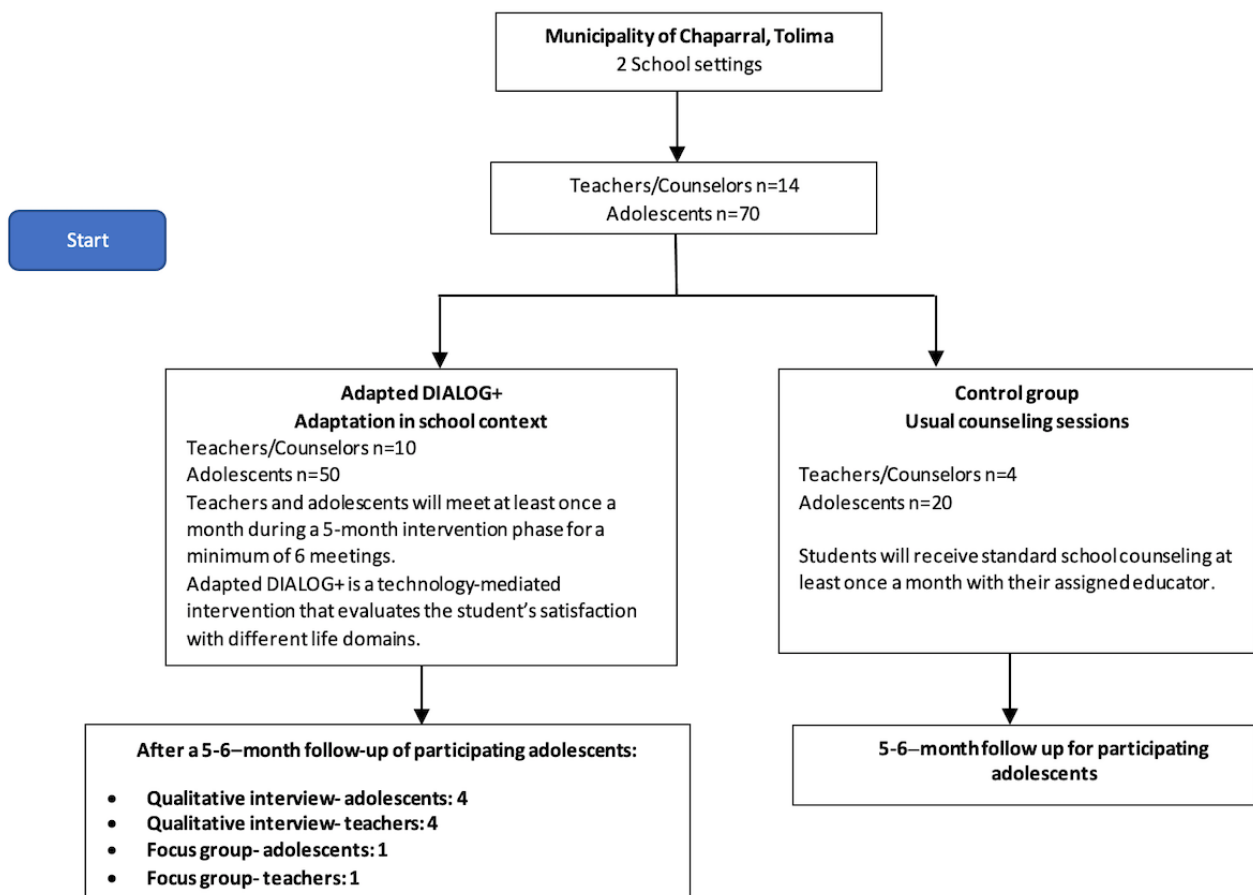 Municipality of Chaparral, Tolima
2 School settings
Teachers/Counselors n=14
Adolescents n=70
Start
Adapted DIALOG+
Adaptation in school context
Teachers/Counselors n=10
Adolescents n=50
Teachers and adolescents will meet at least once a
month during a 5-month intervention phase for a
minimum of 6 meetings.
Adapted DIALOG+ is a technology-mediated
intervention that evaluates the student’s satisfaction
with different life domains.
Control group
Usual counseling sessions
Teachers/Counselors n=4
Adolescents n=20
Students will receive standard school counseling at
least once a month with their assigned educator.
After a 5-6–month follow-up of participating adolescents:
• Qualitative interview- adolescents: 4
• Qualitative interview- teachers: 4
• Focus group- adolescents: 1
• Focus group- teachers: 1
5-6–month follow up for participating
adolescents